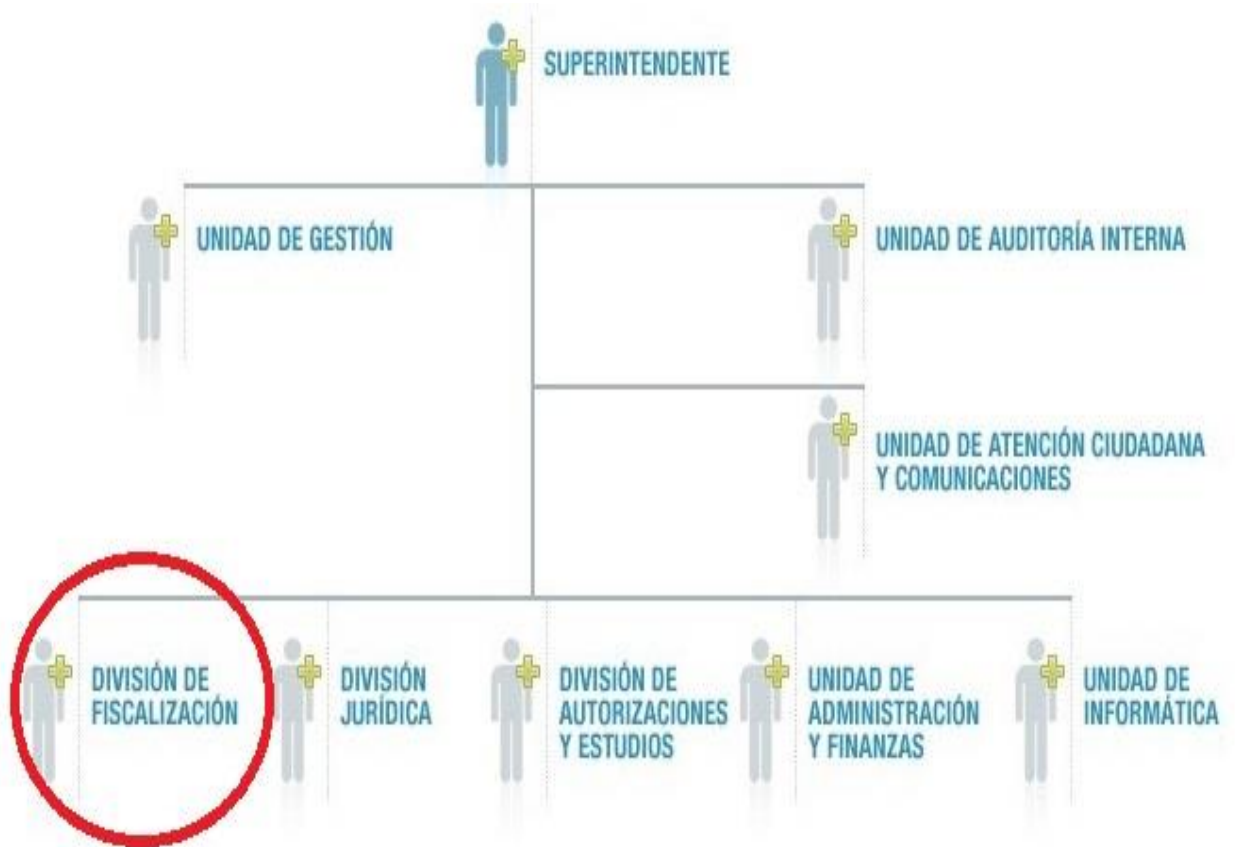 SUPERINTENDENTE
UNIDAD DE GESTIÓN
UNIDAD DE AUDITORÍA INTERNA
UNIDAD DE ATENCIÓN CIUDADANA
Y COMUNICACIONES
DIVISIÓN DE
FISCALIZACIÓN
DIVISIÓN
JURÍDICA
DIVISIÓN DE
AUTORIZACIONES
Y ESTUDIOS
UNIDAD DE
ADMINISTRACIÓN
Y FINANZAS
UNIDAD DE
INFORMÁTICA